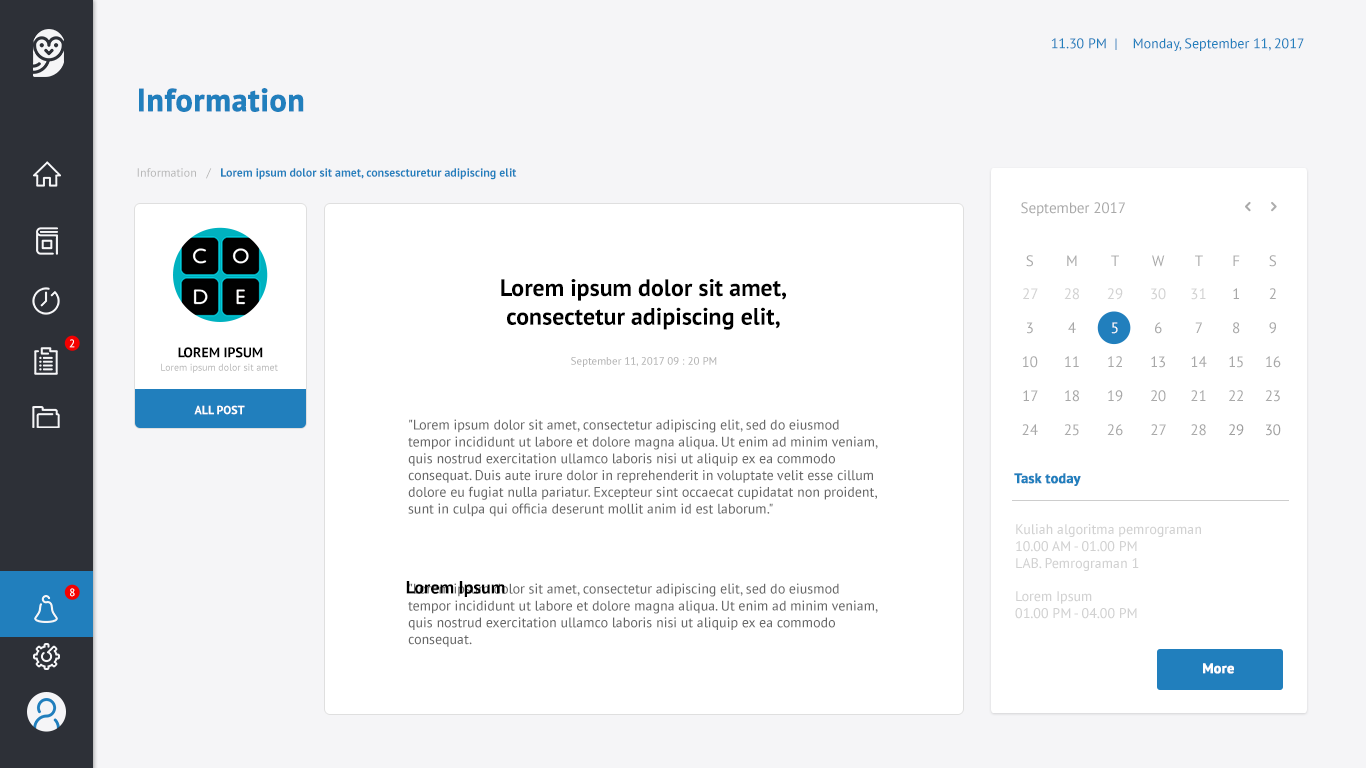 11.30 PM | Monday, September 11, 2017
Information
Information / Lorem ipsum dolor sit amet, consescturetur adipiscing elit
C O
D E
LOREM IPSUM
Lorem ipsum dolor sit amet
ALL POST
2
8
Lorem ipsum dolor sit amet,
consectetur adipiscing elit,
September 11, 2017 09 : 20 PM
"Lorem ipsum dolor sit amet, consectetur adipiscing elit, sed do eiusmod
tempor incididunt ut labore et dolore magna aliqua. Ut enim ad minim veniam,
quis nostrud exercitation ullamco laboris nisi ut aliquip ex ea commodo
consequat. Duis aute irure dolor in reprehenderit in voluptate velit esse cillum
dolore eu fugiat nulla pariatur. Excepteur sint occaecat cupidatat non proident,
sunt in culpa qui officia deserunt mollit anim id est laborum."
Lorem Ipsum
"Lorem ipsum dolor sit amet, consectetur adipiscing elit, sed do eiusmod
tempor incididunt ut labore et dolore magna aliqua. Ut enim ad minim veniam,
quis nostrud exercitation ullamco laboris nisi ut aliquip ex ea commodo
consequat.
September 2017
S M T W T F S
27 28 29 30 31 1 2
3 4 5 6 7 8 9
10 11 12 13 14 15 16
17 18 19 20 21 22 23
24 25 26 27 28 29 30
Task today
Kuliah algoritma pemrograman
10.00 AM - 01.00 PM
LAB. Pemrograman 1
Lorem Ipsum
01.00 PM - 04.00 PM
More